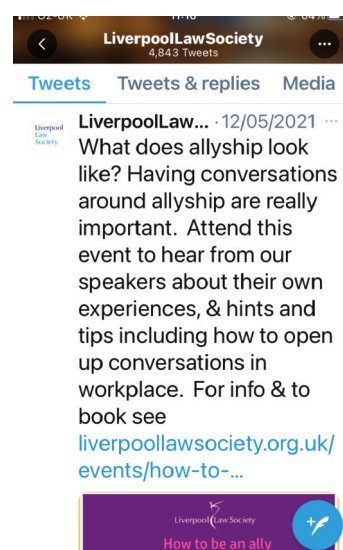 LiverpoolLawSociety
4,843 Tweets
Tweets Tweets & replies Media
Liverpool
Law
Society
LiverpoolLaw... · 12/05/2021 ...
What does allyship look
like? Having conversations
around allyship are really
important. Attend this
event to hear from our
speakers about their own
experiences, & hints and
tips including how to open
up conversations in
workplace. For info & to
book see
liverpoollawsociety.org.uk/
events/how-to-...
Liverpool Law Society
How to be an ally